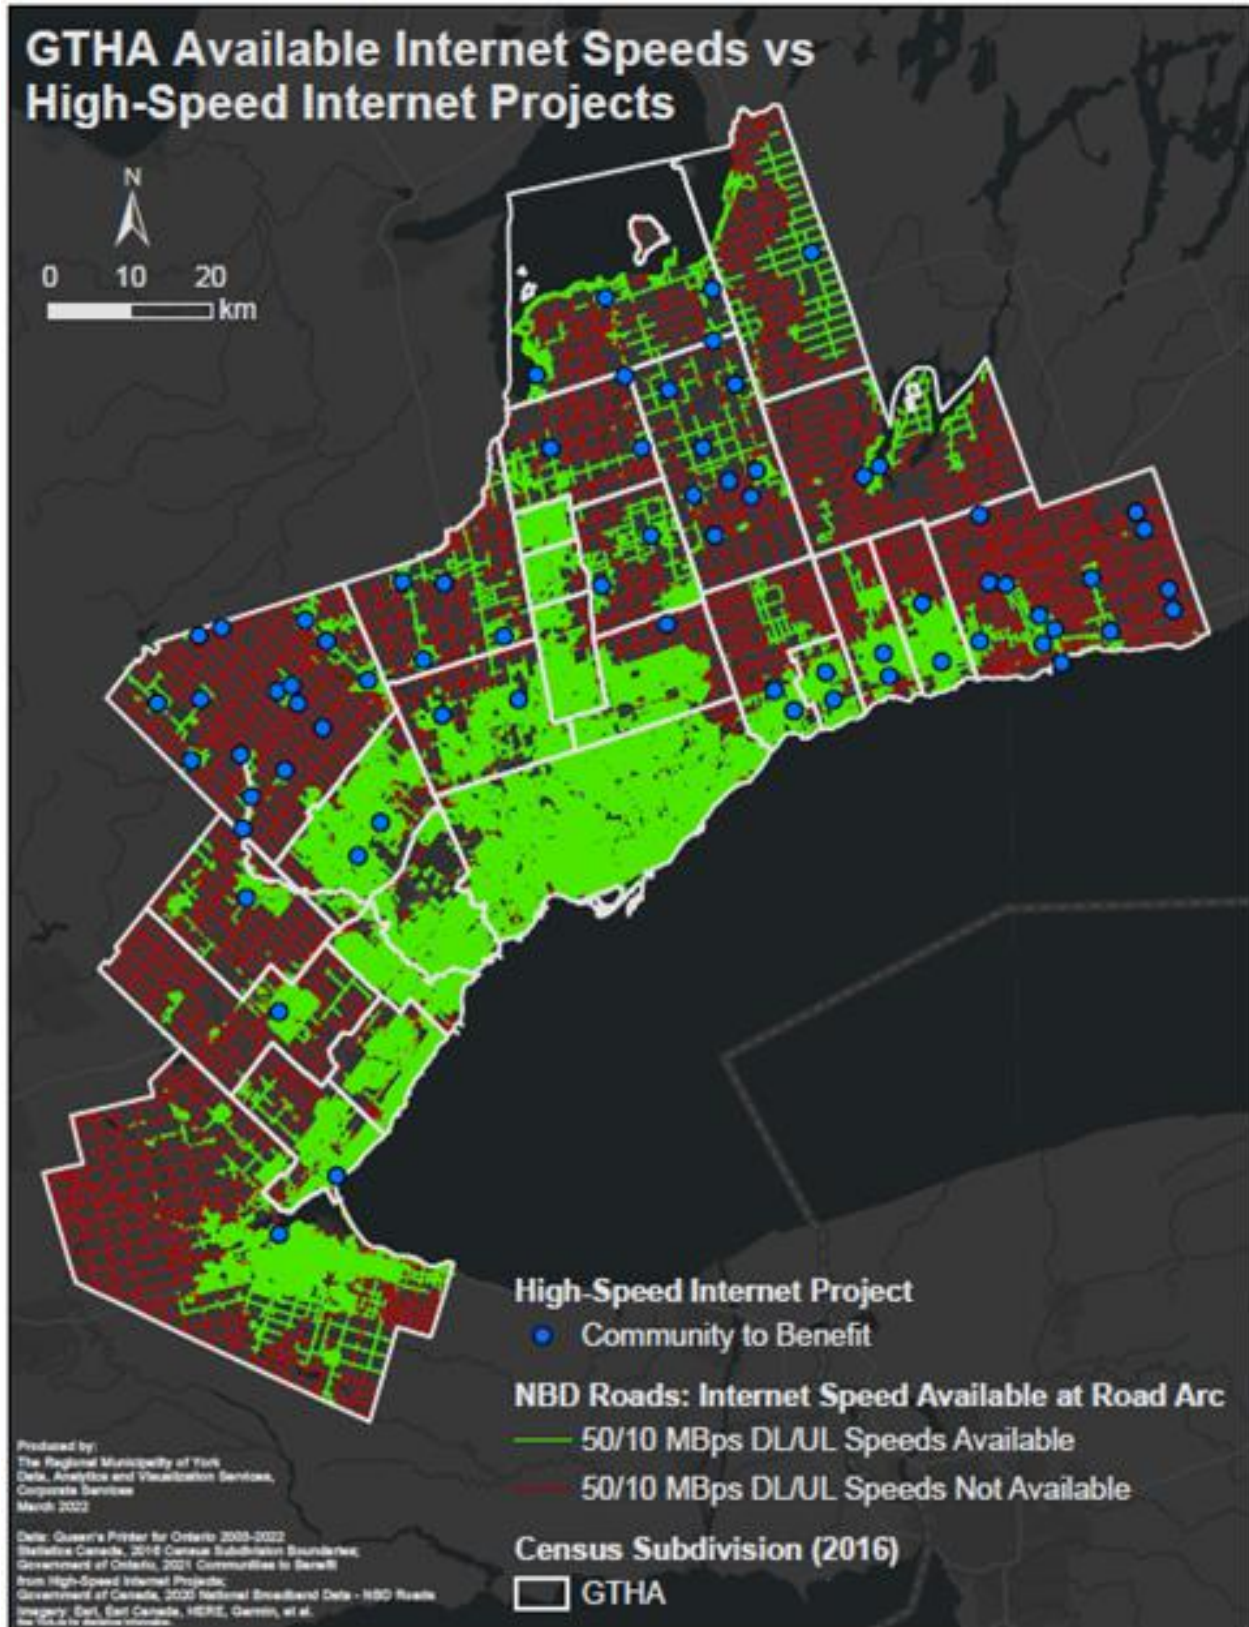 GTHA Available Internet Speeds vs
High-Speed Internet Projects
N
0 10 20
km
High-Speed Internet Project
Community to Benefit
NBD Roads: Internet Speed Available at Road Arc
50/10 MBps DL/UL Speeds Available
50/10 MBps DL/UL Speeds Not Available
Census Subdivision (2016)
GTHA
Produced by:
The Regional Municipality of York
Data, Analytics and Visualization Services,
Corporate Services
March 2022
Data: Queen's Printer for Ontario 2003-2022
Statistics Canada, 2016 Census Subdivision Boundaries;
Government of Ontario, 2021 Communities to Benefit
from High-Speed Internet Projects;
Government of Canada, 2020 National Broadband Data - NBD Roads
Imagery: Esri, Esri Canada, HERE, Garmin, et al.